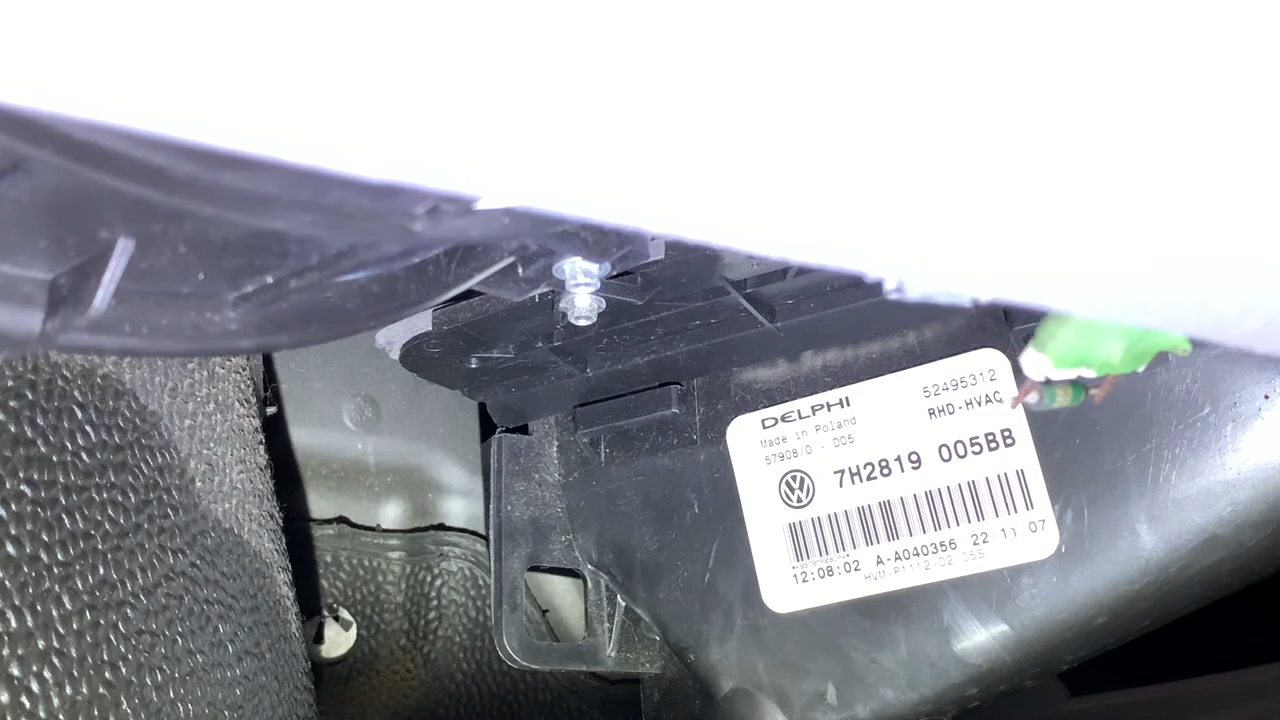 DELPHI
52495312
Made in Poland
RHD-HVAC
57908/0 - D05
7H2819 005BB
12:08:02 A-A040356 22/11/07
HVM-P1112-02 05S